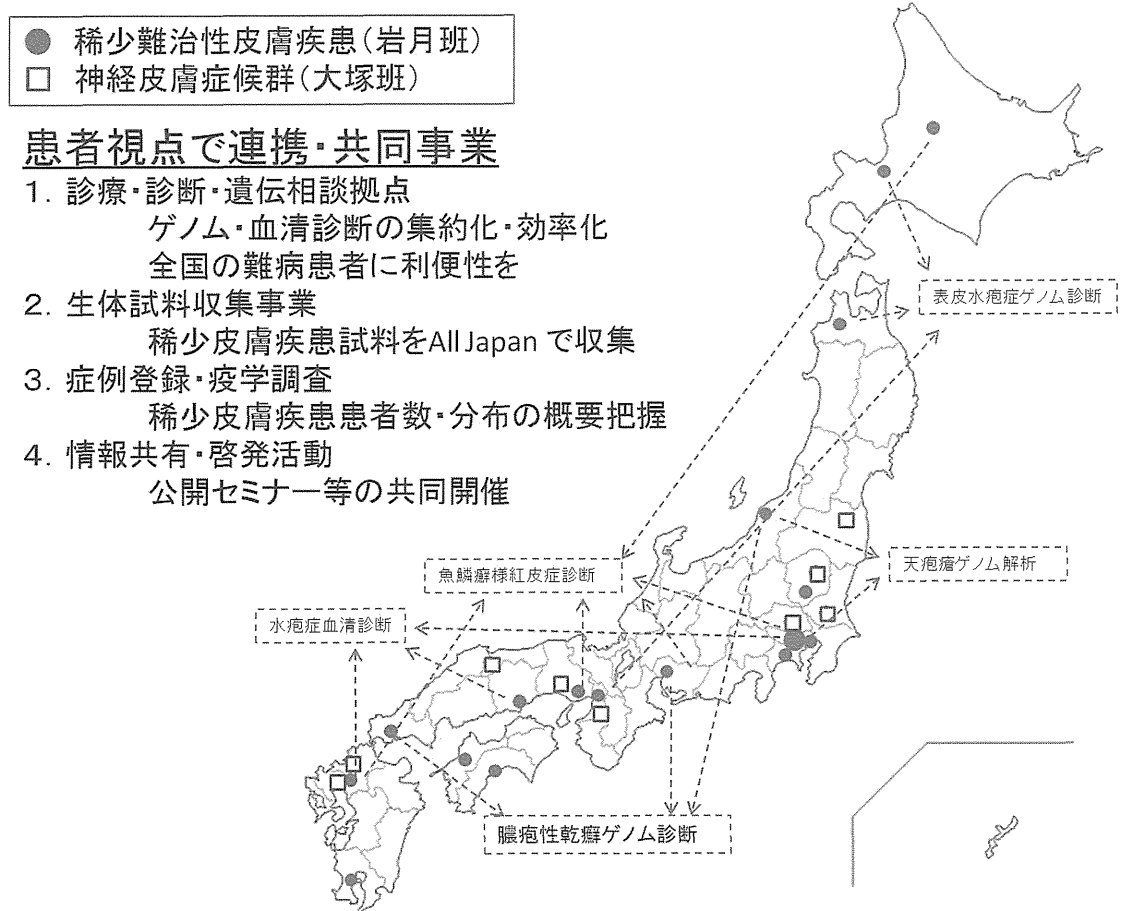 稀少難治性皮膚疾患(岩月班)
神経皮膚症候群(大塚班)
患者視点で連携・共同事業
1. 診療・診断・遺伝相談拠点
ゲノム・血清診断の集約化・効率化
全国の難病患者に利便性を
2. 生体試料収集事業
稀少皮膚疾患試料をAll Japan で収集
3. 症例登録・疫学調査
稀少皮膚疾患患者数・分布の概要把握
4. 情報共有・啓発活動
公開セミナー等の共同開催
表皮水疱症ゲノム診断
天疱瘡ゲノム解析
魚鱗癬様紅皮症診断
水疱症血清診断
膿疱性乾癬ゲノム診断